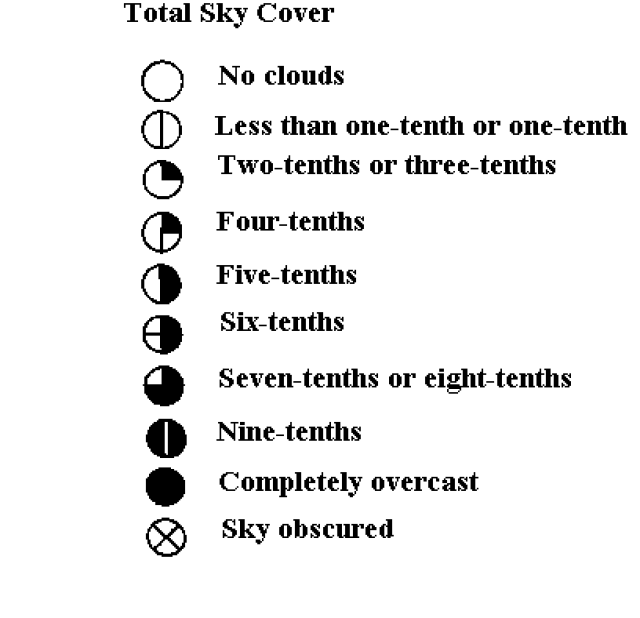 Total Sky Cover
No clouds
Less than one-tenth or one-tenth
Two-tenths or three-tenths
Four-tenths
Five-tenths
Six-tenths
Seven-tenths or eight-tenths
Nine-tenths
Completely overcast
Sky obscured